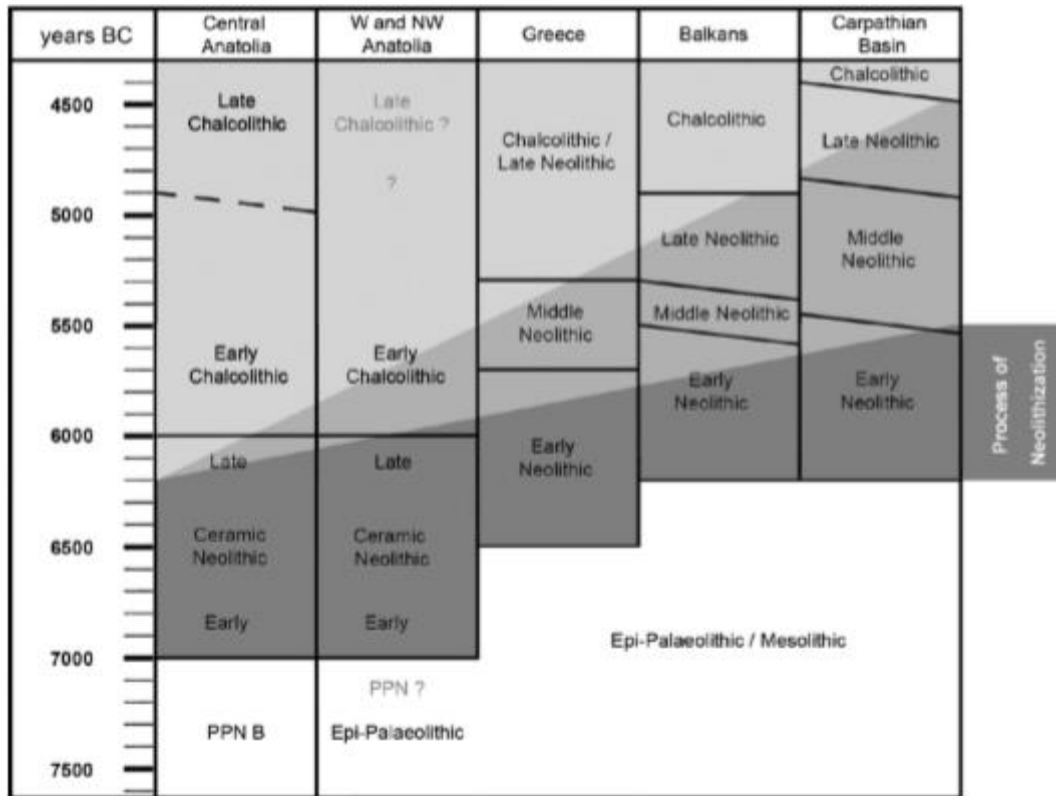 years BC
Central
Anatolia
W and NW
Anatolia
Greece
Balkans
Carpathian
Basin
4500
5000
5500
6000
6500
7000
7500
Late
Chalcolithic
Early
Chalcolithic
Late
Ceramic
Neolithic
Early
PPN B
Late
Chalcolithic ?
?
Early
Chalcolithic
Late
Ceramic
Neolithic
Early
PPN ?
Epi-Palaeolithic
Chalcolithic /
Late Neolithic
Middle
Neolithic
Early
Neolithic
Chalcolithic
Late Neolithic
Middle Neolithic
Early
Neolithic
Chalcolithic
Late Neolithic
Middle
Neolithic
Early
Neolithic
Epi-Palaeolithic / Mesolithic
Process of
Neolithization